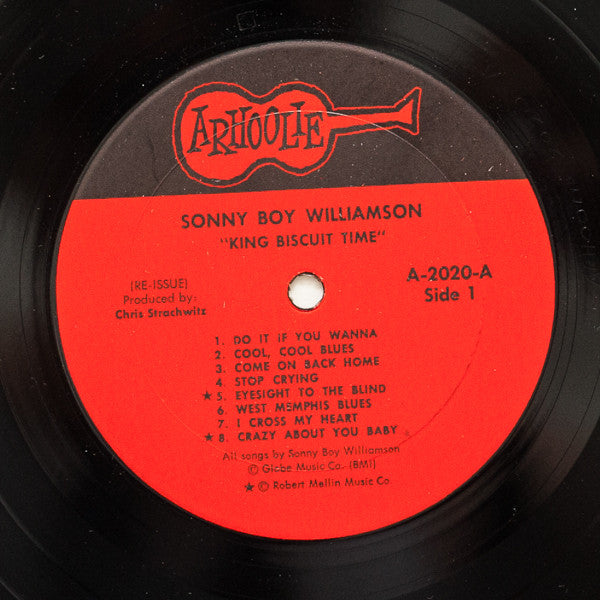 ARHOOLIE
SONNY BOY WILLIAMSON
"KING BISCUIT TIME"
(RE-ISSUE)
Produced by:
Chris Strachwitz
A-2020-A
Side 1
1. DO IT IF YOU WANNA
2. COOL, COOL BLUES
3. COME ON BACK HOME
4. STOP CRYING
★ 5. EYESIGHT TO THE BLIND
6. WEST MEMPHIS BLUES
7. I CROSS MY HEART
★ 8. CRAZY ABOUT YOU BABY
All songs by Sonny Boy Williamson
© Globe Music Co. (BMI)
★ © Robert Mellin Music Co.